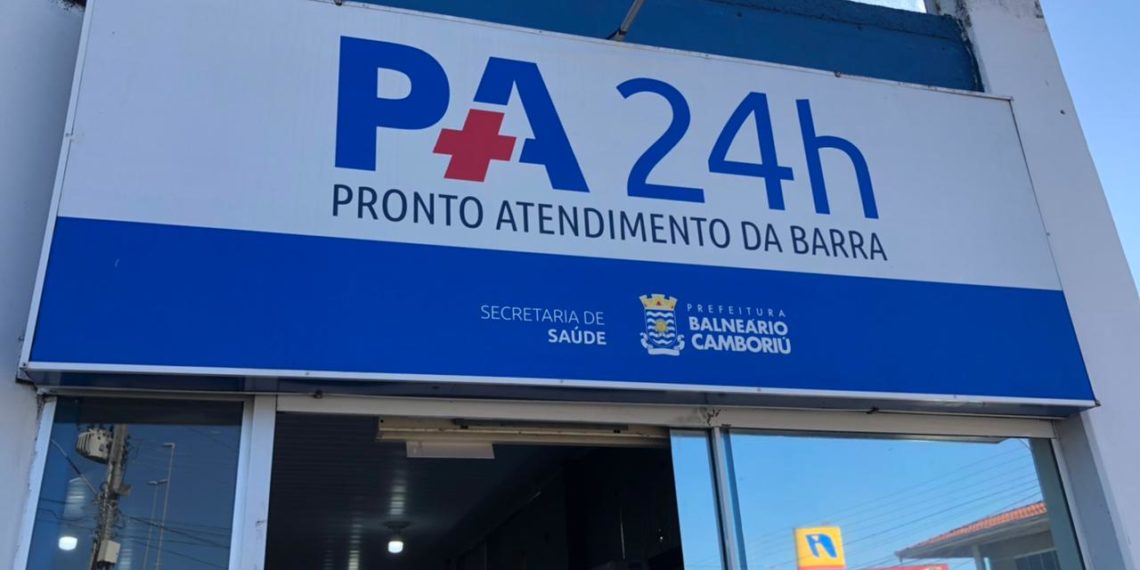 PA 24h
PRONTO ATENDIMENTO DA BARRA
SECRETARIA DE
SAÚDE
PREFEITURA
BALNEÁRIO
CAMBORIÚ